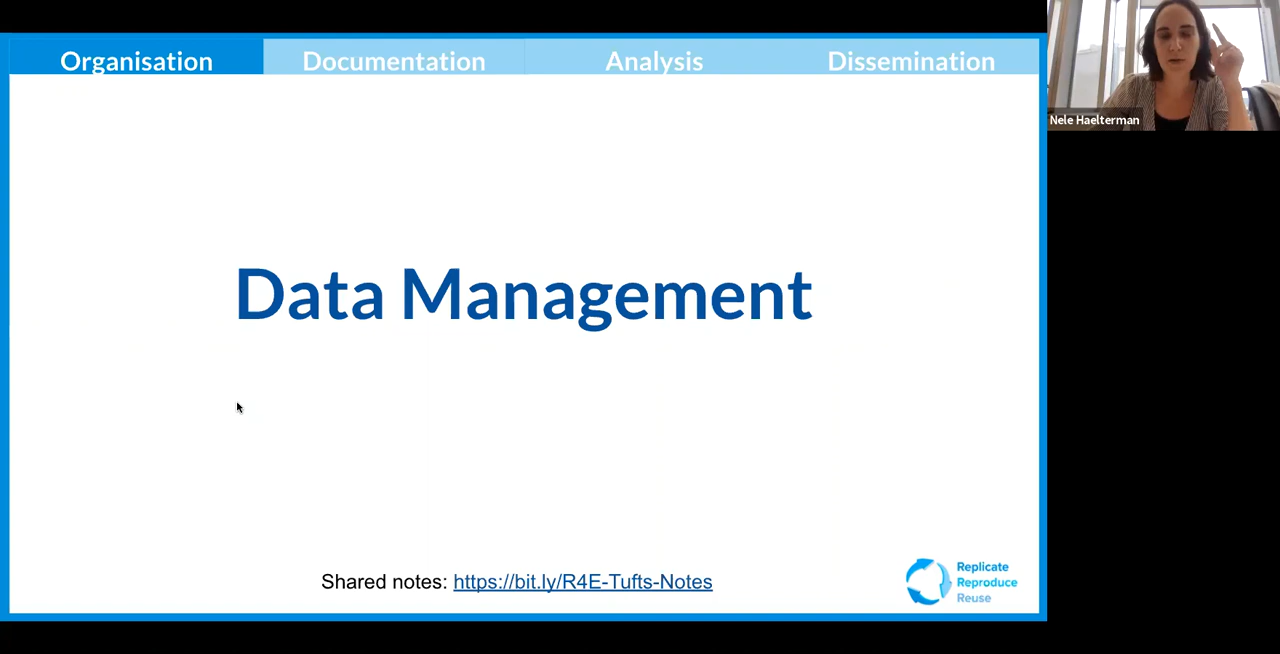 Organisation Documentation Analysis Dissemination
Nele Haelterman
Data Management
Shared notes: https://bit.ly/R4E-Tufts-Notes
Replicate
Reproduce
Reuse